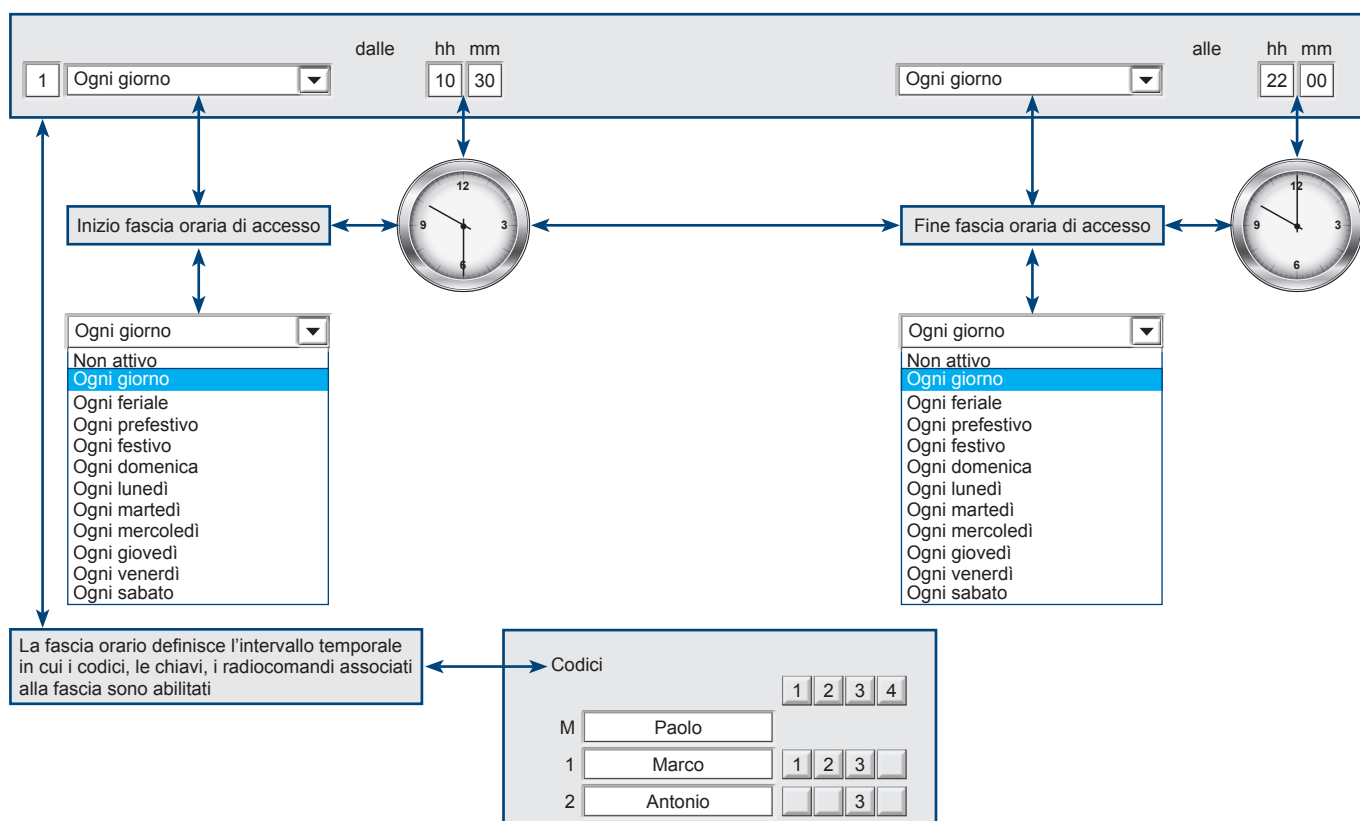 dalle hh mm alle hh mm
1 Ogni giorno 10 30 Ogni giorno 22 00
12 12
9 3 9 3
6 6
Inizio fascia oraria di accesso Fine fascia oraria di accesso
Ogni giorno Ogni giorno
Non attivo Non attivo
Ogni giorno Ogni giorno
Ogni feriale Ogni feriale
Ogni prefestivo Ogni prefestivo
Ogni festivo Ogni festivo
Ogni domenica Ogni domenica
Ogni lunedì Ogni lunedì
Ogni martedì Ogni martedì
Ogni mercoledì Ogni mercoledì
Ogni giovedì Ogni giovedì
Ogni venerdì Ogni venerdì
Ogni sabato Ogni sabato
La fascia orario definisce l'intervallo temporale
in cui i codici, le chiavi, i radiocomandi associati
alla fascia sono abilitati
Codici
1 2 3 4
M Paolo
1 Marco 1 2 3
2 Antonio 3